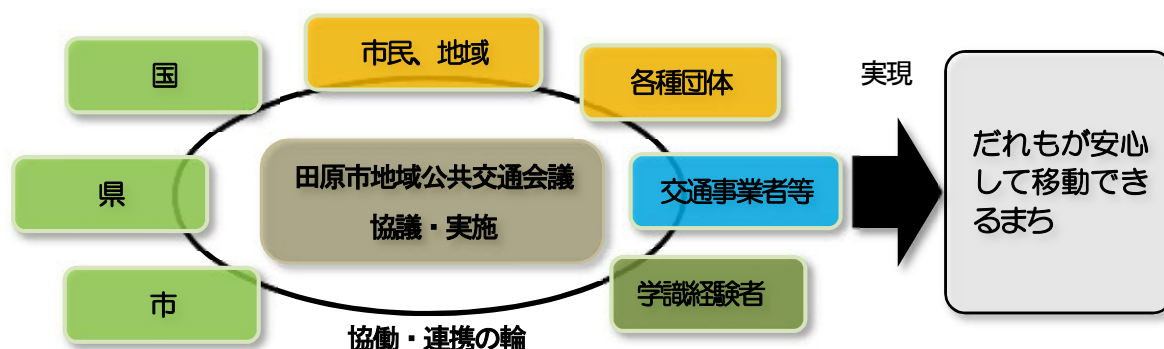 国
市民、地域
各種団体
県
田原市地域公共交通会議
協議・実施
交通事業者等
市
学識経験者
協働・連携の輪
実現
だれもが安心
して移動でき
るまち